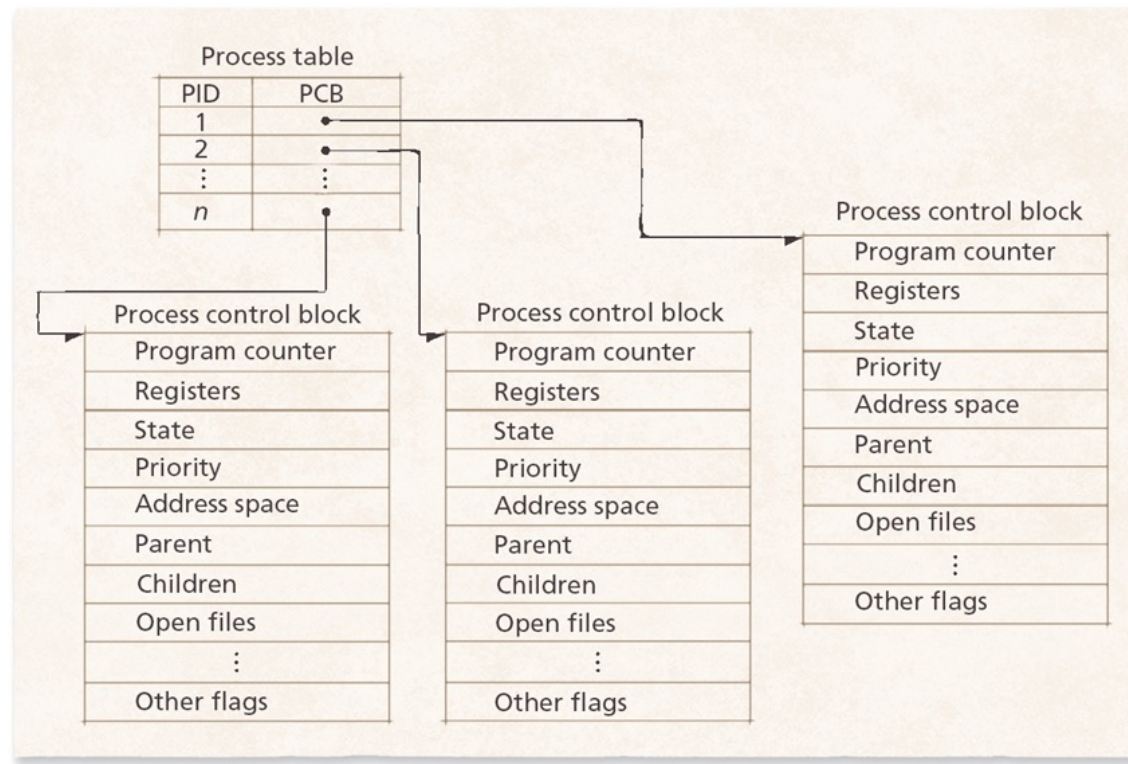 Process table
PID PCB
1
2
⋮ ⋮
n
Process control block
Program counter
Registers
State
Priority
Address space
Parent
Children
Open files
⋮
Other flags
Process control block
Program counter
Registers
State
Priority
Address space
Parent
Children
Open files
⋮
Other flags
Process control block
Program counter
Registers
State
Priority
Address space
Parent
Children
Open files
⋮
Other flags